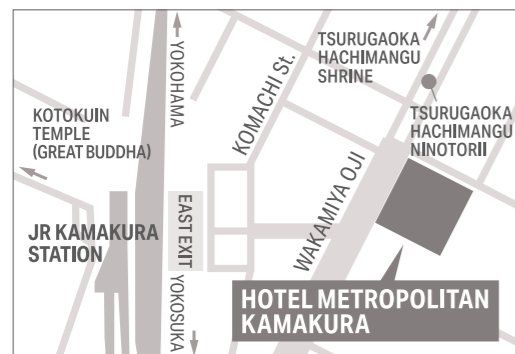 TSURUGAOKA
HACHIMANGU
SHRINE
YOKOHAMA
KOMACHI St.
KOTOKUIN
TEMPLE
(GREAT BUDDHA)
TSURUGAOKA
HACHIMANGU
NINOTORII
JR KAMAKURA
STATION
EAST EXIT
WAKAMIYA OJI
YOKOSUKA
HOTEL METROPOLITAN
KAMAKURA